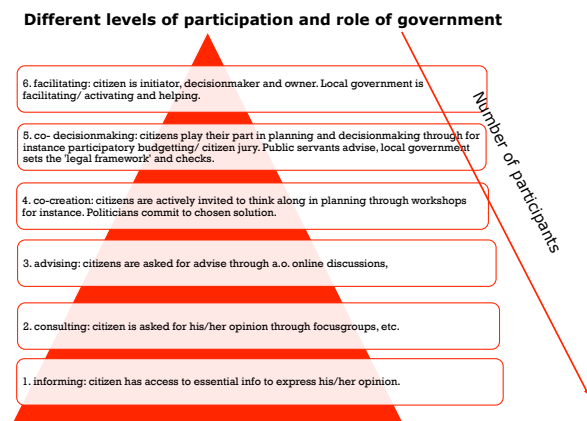 Different levels of participation and role of government
6. facilitating: citizen is initiator, decisionmaker and owner. Local government is
facilitating/ activating and helping.
5. co- decisionmaking: citizens play their part in planning and decisionmaking through for
instance participatory budgetting/ citizen jury. Public servants advise, local government
sets the 'legal framework' and checks.
4. co-creation: citizens are actively invited to think along in planning through workshops
for instance. Politicians commit to chosen solution.
3. advising: citizens are asked for advise through a.o. online discussions,
2. consulting: citizen is asked for his/her opinion through focusgroups, etc.
1. informing: citizen has access to essential info to express his/her opinion.
Number of participants